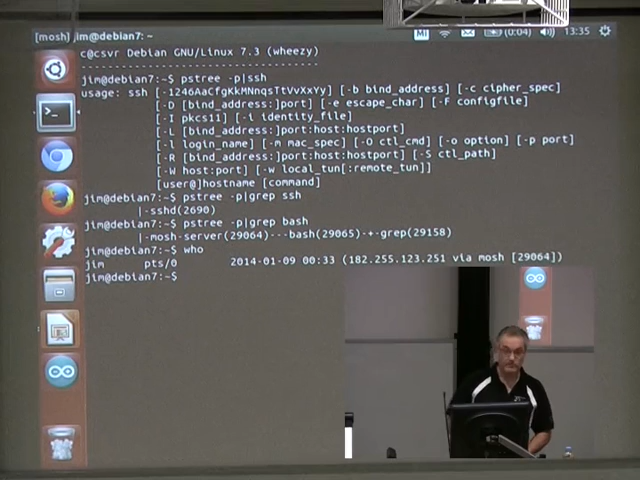 [mosh] jim@debian7: ~
Mi
(0:04)
13:35
c@csvr Debian GNU/Linux 7.3 (wheezy)
------------------------------------
jim@debian7:~$ pstree -p|ssh
usage: ssh [-1246AaCfgKkMNnqsTtVvXxYy] [-b bind_address] [-c cipher_spec]
[-D [bind_address:]port] [-e escape_char] [-F configfile]
[-I pkcs11] [-i identity_file]
[-L [bind_address:]port:host:hostport]
[-l login_name] [-m mac_spec] [-O ctl_cmd] [-o option] [-p port]
[-R [bind_address:]port:host:hostport] [-S ctl_path]
[-W host:port] [-w local_tun[:remote_tun]]
[user@]hostname [command]
jim@debian7:~$ pstree -p|grep ssh
|-sshd(2690)
jim@debian7:~$ pstree -p|grep bash
|-mosh-server(29064)---bash(29065)-+-grep(29158)
jim@debian7:~$ who
jim pts/0 2014-01-09 00:33 (182.255.123.251 via mosh [29064])
jim@debian7:~$